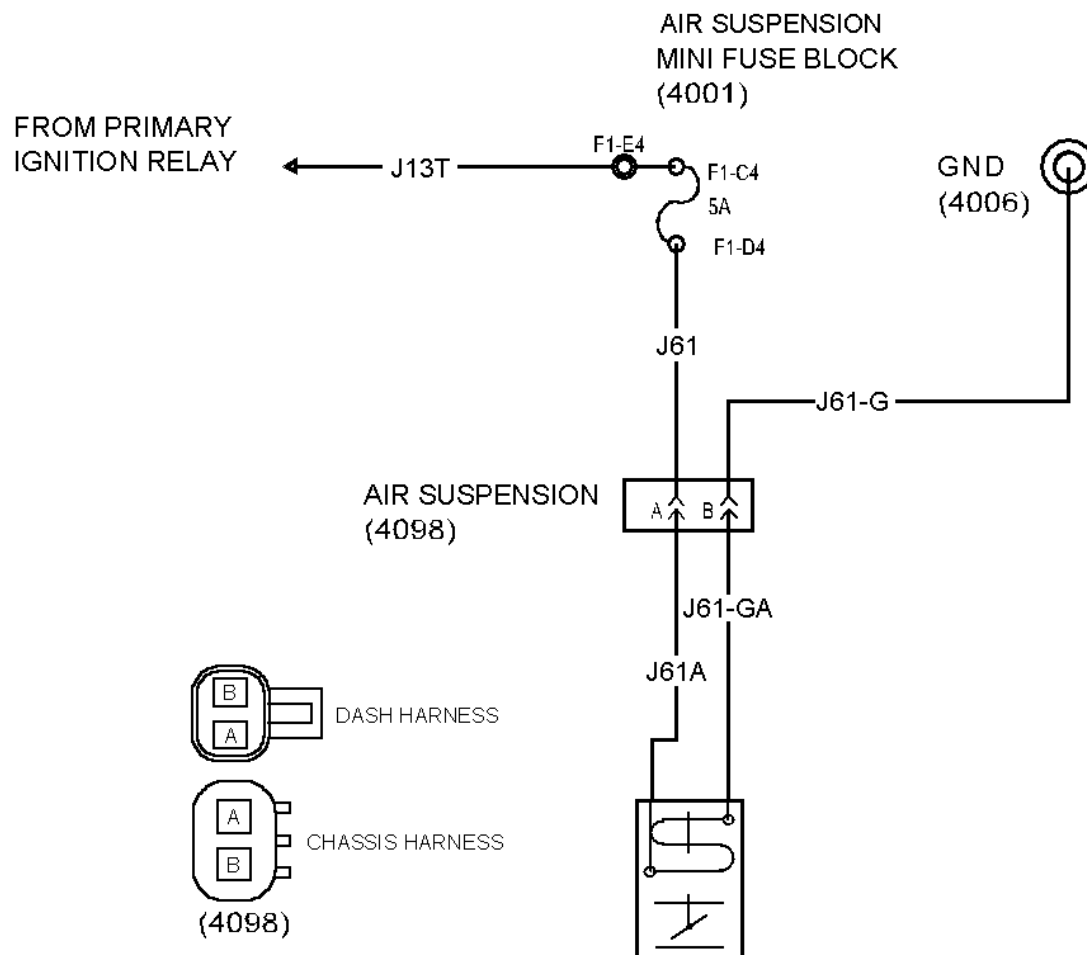 AIR SUSPENSION
MINI FUSE BLOCK
(4001)
FROM PRIMARY
IGNITION RELAY
J13T
F1-E4
F1-C4
5A
F1-D4
GND
(4006)
J61
J61-G
AIR SUSPENSION
(4098)
A B
J61-GA
J61A
B
A
DASH HARNESS
A
B
CHASSIS HARNESS
(4098)